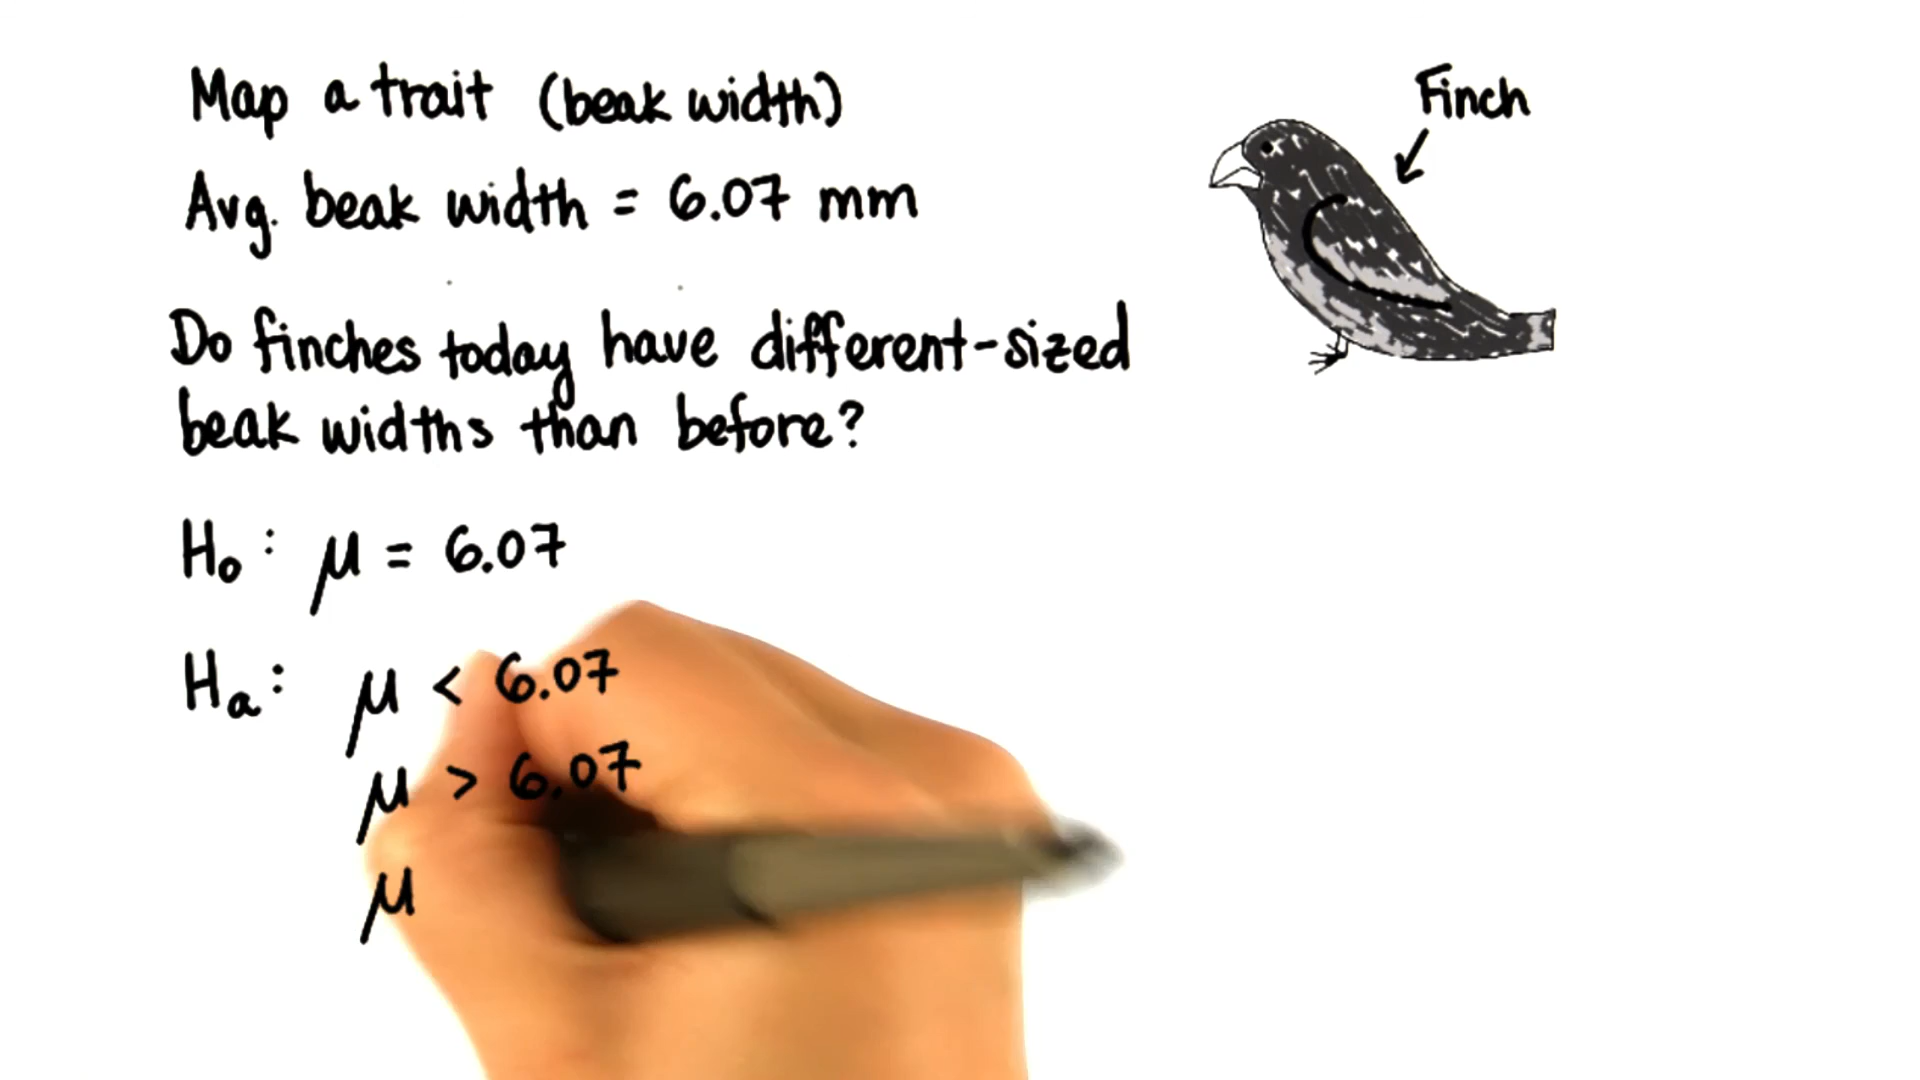 Map a trait (beak width)
Finch
Avg. beak width = 6.07 mm
Do finches today have different-sized
beak widths than before?
H₀: μ = 6.07
Hₐ: μ < 6.07
μ > 6.07
μ